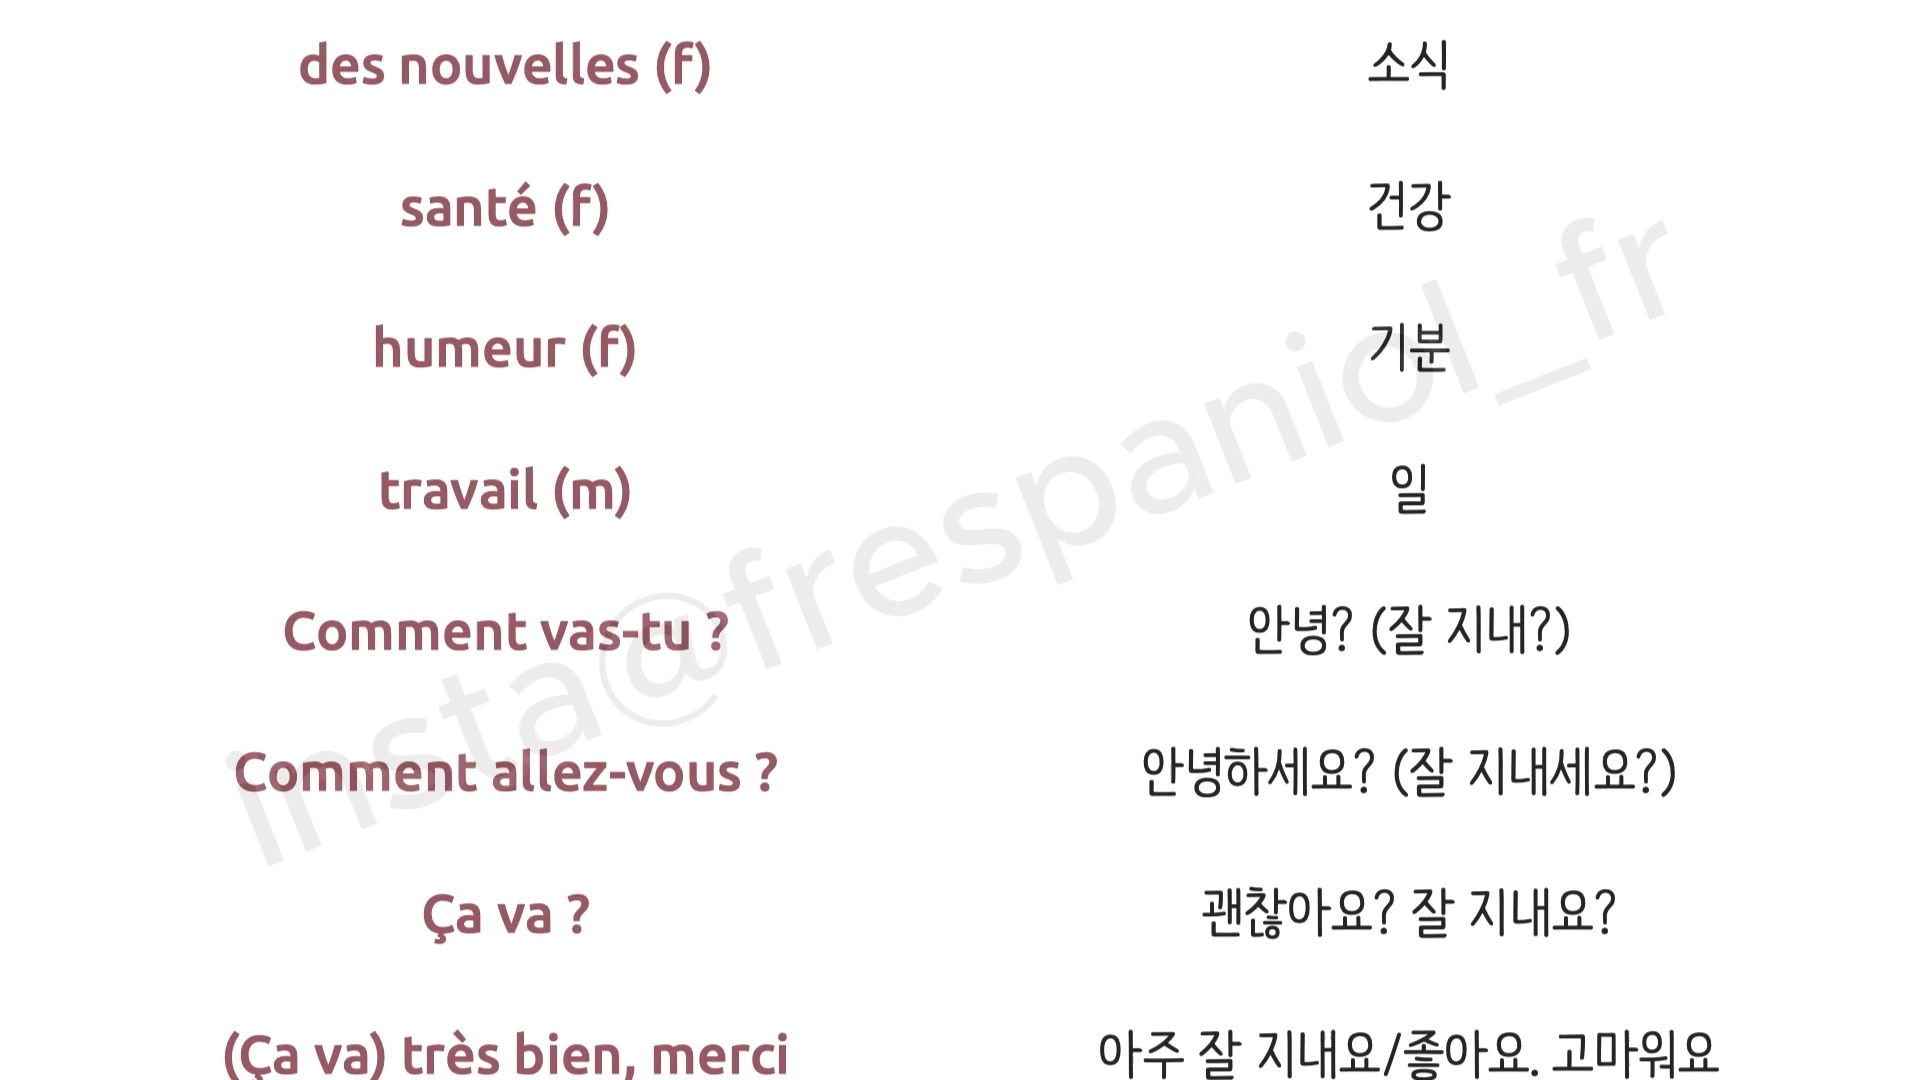 des nouvelles (f) 소식
santé (f) 건강
humeur (f) 기분
travail (m) 일
Comment vas-tu ? 안녕? (잘 지내?)
Comment allez-vous ? 안녕하세요? (잘 지내세요?)
Ça va ? 괜찮아요? 잘 지내요?
(Ça va) très bien, merci 아주 잘 지내요/좋아요. 고마워요
insta@frespaniol_fr